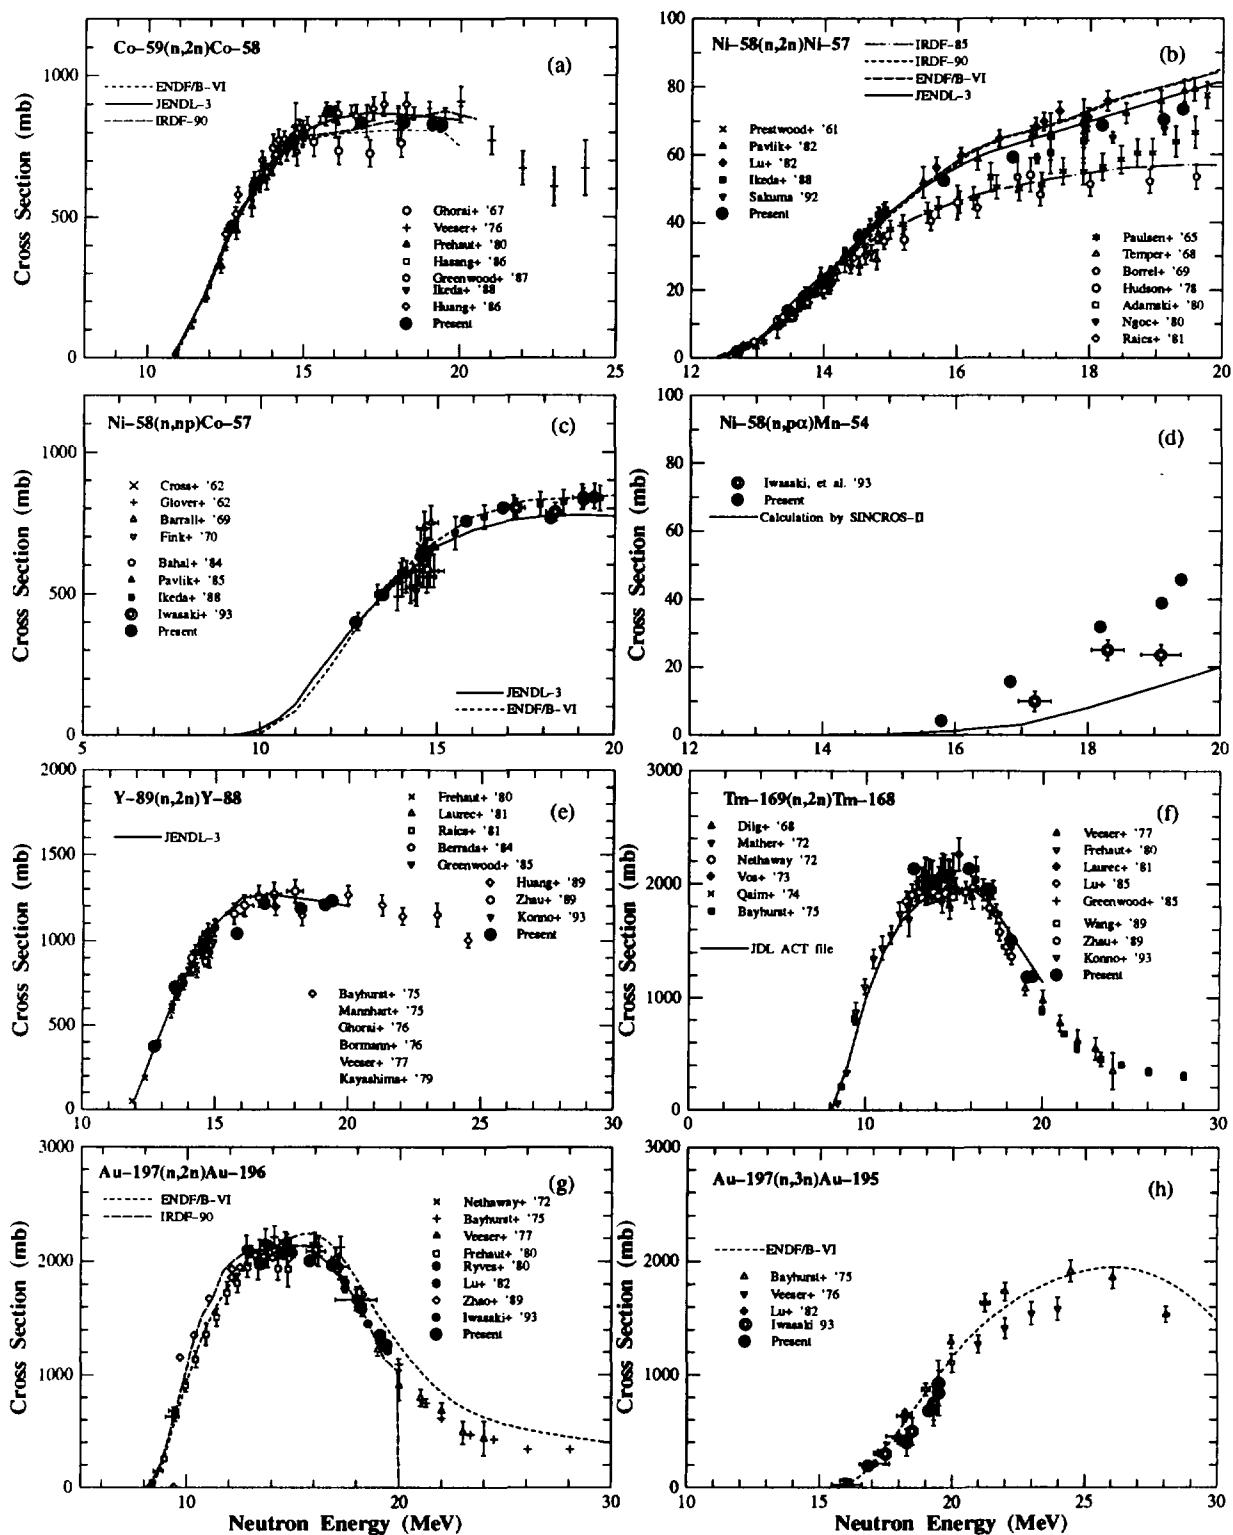 Co-59(n,2n)Co-58
(a)
ENDF/B-VI
JENDL-3
IRDF-90
Ghorai+ '67
Veeser+ '76
Frehaut+ '80
Hasang+ '86
Greenwood+ '87
Ikeda+ '88
Huang+ '86
Present
Cross Section (mb)
1000
500
0
10
15
20
25
Ni-58(n,2n)Ni-57
(b)
IRDF-85
IRDF-90
ENDF/B-VI
JENDL-3
Prestwood+ '61
Pavlik+ '82
Lu+ '82
Ikeda+ '88
Sakuma '92
Present
Paulsen+ '65
Temper+ '68
Borrel+ '69
Hudson+ '78
Adamski+ '80
Ngoc+ '80
Raics+ '81
Cross Section (mb)
100
80
60
40
20
0
12
14
16
18
20
Ni-58(n,np)Co-57
(c)
Cross+ '62
Glover+ '62
Barrall+ '69
Fink+ '70
Bahal+ '84
Pavlik+ '85
Ikeda+ '88
Iwasaki+ '93
Present
JENDL-3
ENDF/B-VI
Cross Section (mb)
1000
500
0
5
10
15
20
Ni-58(n,pα)Mn-54
(d)
Iwasaki, et al. '93
Present
Calculation by SINCROS-II
Cross Section (mb)
100
80
60
40
20
0
12
14
16
18
20
Y-89(n,2n)Y-88
(e)
JENDL-3
Frehaut+ '80
Laurec+ '81
Raics+ '81
Berrada+ '84
Greenwood+ '85
Huang+ '89
Zhau+ '89
Konno+ '93
Present
Bayhurst+ '75
Mannhart+ '75
Ghorai+ '76
Bormann+ '76
Veeser+ '77
Kayashima+ '79
Cross Section (mb)
2000
1500
1000
500
0
10
15
20
25
30
Tm-169(n,2n)Tm-168
(f)
Dilg+ '68
Mather+ '72
Nethaway '72
Vos+ '73
Qaim+ '74
Bayhurst+ '75
JDL ACT file
Veeser+ '77
Frehaut+ '80
Laurec+ '81
Lu+ '85
Greenwood+ '85
Wang+ '89
Zhau+ '89
Konno+ '93
Present
Cross Section (mb)
3000
2000
1000
0
0
10
20
30
Au-197(n,2n)Au-196
(g)
ENDF/B-VI
IRDF-90
Nethaway+ '72
Bayhurst+ '75
Veeser+ '77
Frehaut+ '80
Ryves+ '80
Lu+ '82
Zhao+ '89
Iwasaki+ '93
Present
Cross Section (mb)
3000
2000
1000
0
10
20
30
Neutron Energy (MeV)
Au-197(n,3n)Au-195
(h)
ENDF/B-VI
Bayhurst+ '75
Veeser+ '76
Lu+ '82
Iwasaki 93
Present
Cross Section (mb)
3000
2000
1000
0
10
15
20
25
30
Neutron Energy (MeV)